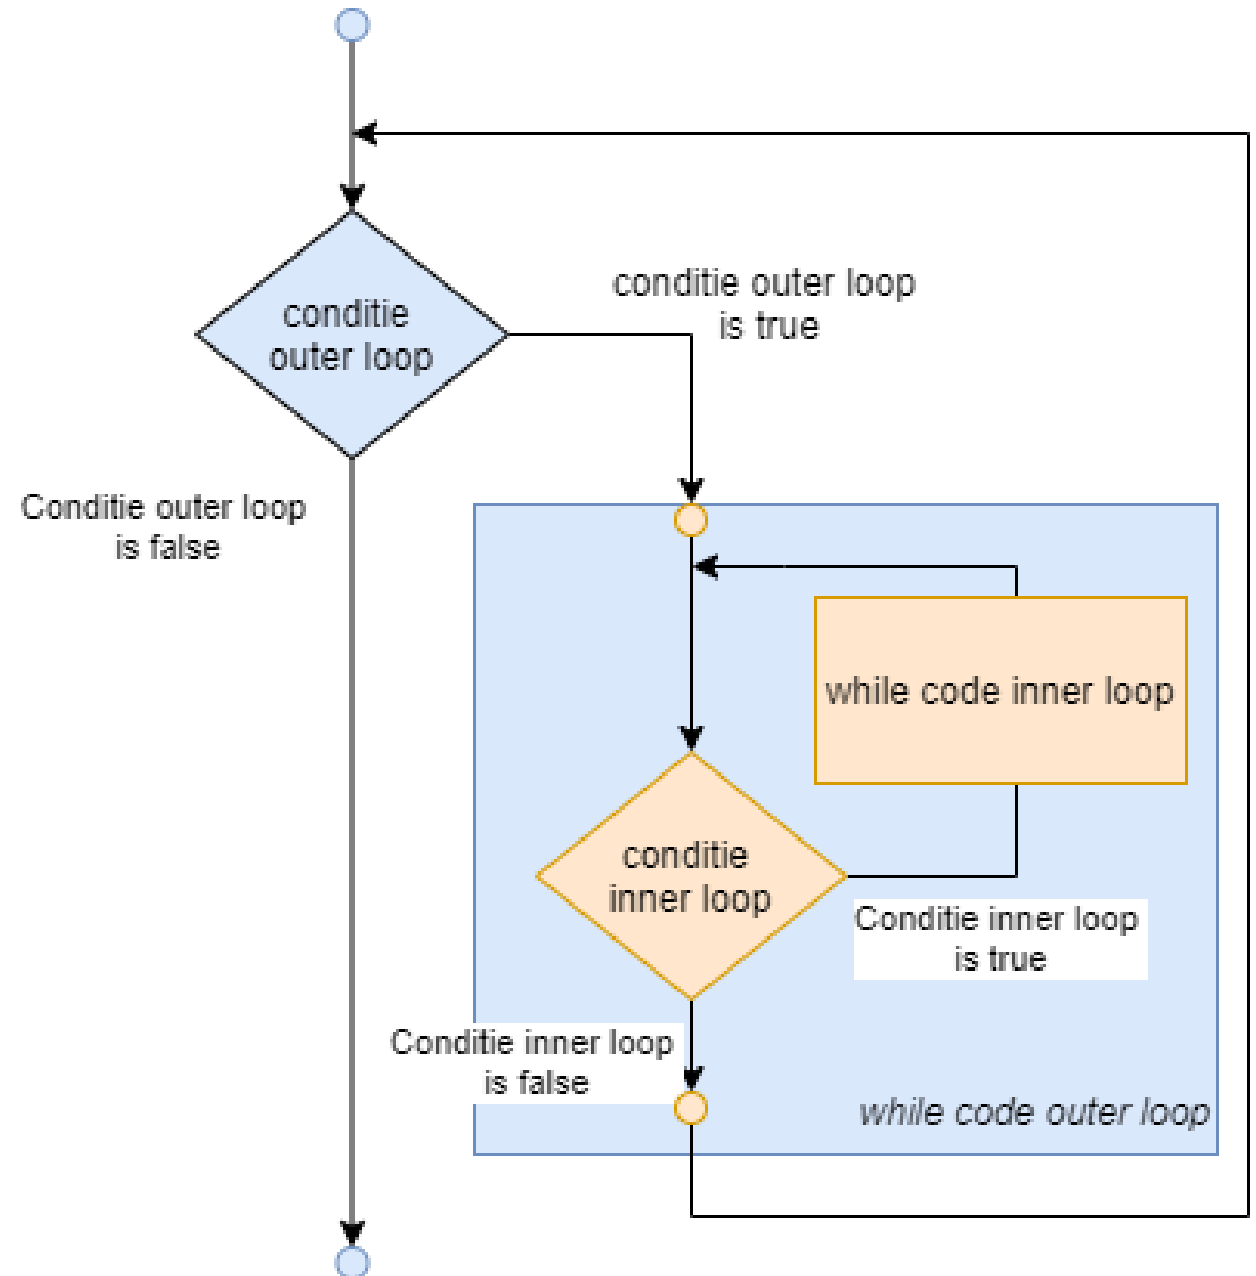 conditie
outer loop
conditie outer loop
is true
Conditie outer loop
is false
while code inner loop
conditie
inner loop
Conditie inner loop
is true
Conditie inner loop
is false
while code outer loop